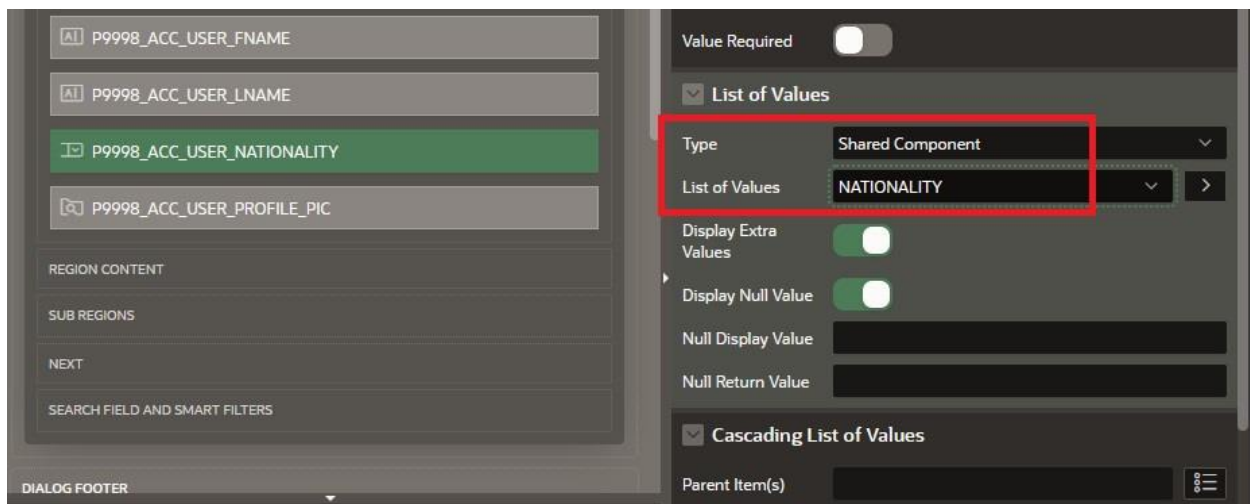 P9998_ACC_USER_FNAME
P9998_ACC_USER_LNAME
P9998_ACC_USER_NATIONALITY
P9998_ACC_USER_PROFILE_PIC
REGION CONTENT
SUB REGIONS
NEXT
SEARCH FIELD AND SMART FILTERS
DIALOG FOOTER
Value Required
List of Values
Type Shared Component
List of Values NATIONALITY
Display Extra
Values
Display Null Value
Null Display Value
Null Return Value
Cascading List of Values
Parent Item(s)